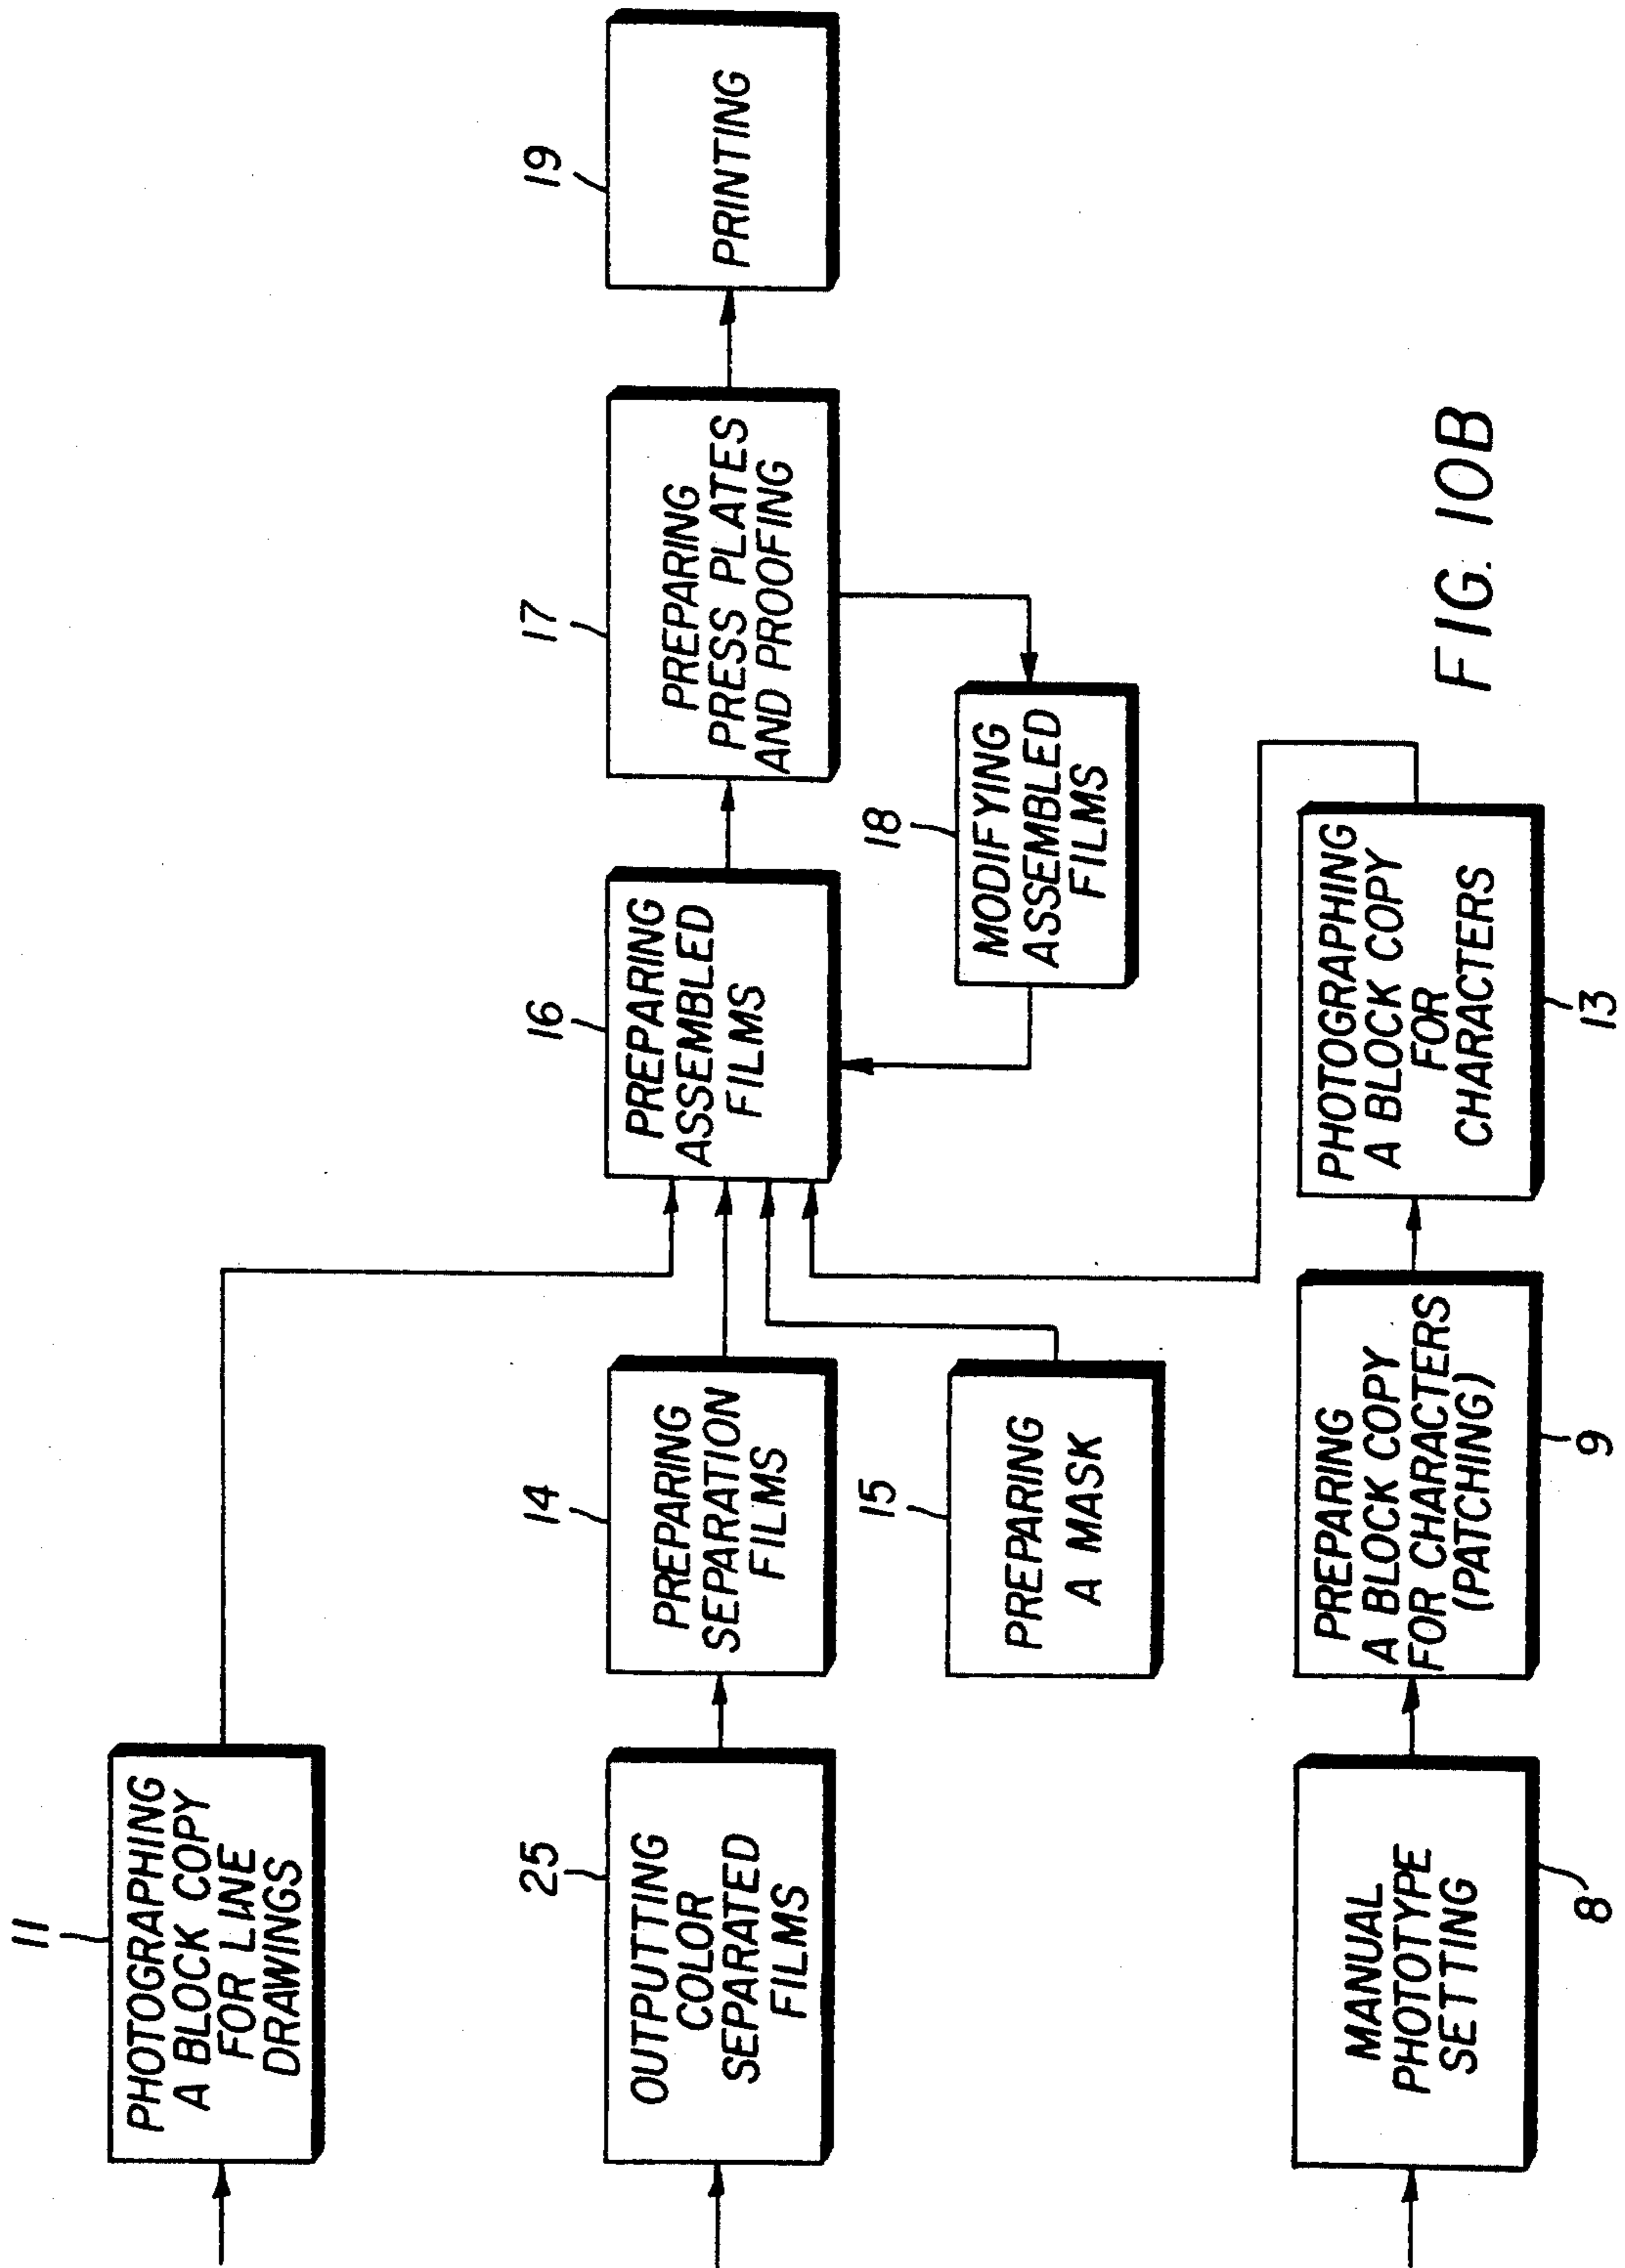 11
PHOTOGRAPHING
A BLOCK COPY
FOR LINE
DRAWINGS
25
OUTPUTTING
COLOR
SEPARATED
FILMS
14
PREPARING
SEPARATION
FILMS
15
PREPARING
A MASK
16
PREPARING
ASSEMBLED
FILMS
17
PREPARING
PRESS PLATES
AND PROOFING
18
MODIFYING
ASSEMBLED
FILMS
19
PRINTING
MANUAL
PHOTOTYPE
SETTING
8
PREPARING
A BLOCK COPY
FOR CHARACTERS
(PATCHING)
9
PHOTOGRAPHING
A BLOCK COPY
FOR
CHARACTERS
13
FIG. 10B